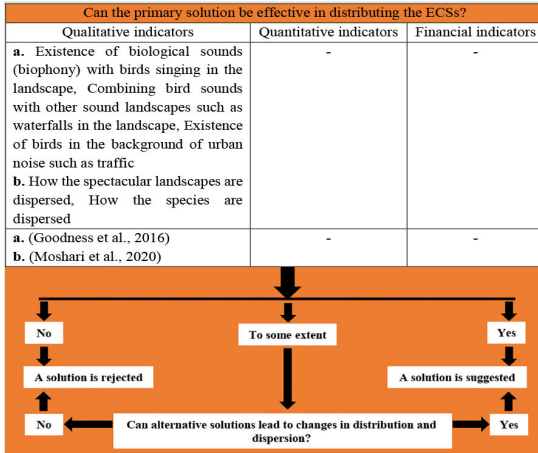 Can the primary solution be effective in distributing the ECSs?
Qualitative indicators
Quantitative indicators
Financial indicators
a. Existence of biological sounds
(biophony) with birds singing in the
landscape, Combining bird sounds
with other sound landscapes such as
waterfalls in the landscape, Existence
of birds in the background of urban
noise such as traffic
b. How the spectacular landscapes are
dispersed, How the species are
dispersed
-
-
a. (Goodness et al., 2016)
b. (Moshari et al., 2020)
-
-
No
To some extent
Yes
A solution is rejected
A solution is suggested
No
Can alternative solutions lead to changes in distribution and
dispersion?
Yes